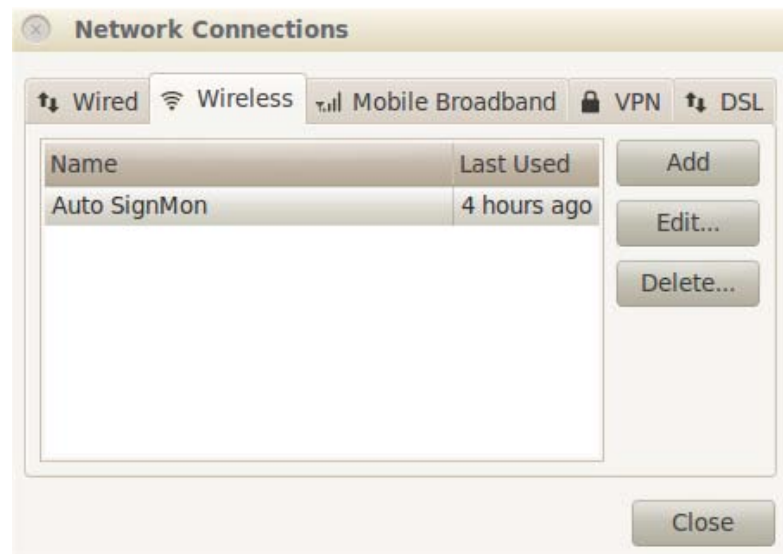 Network Connections
Wired Wireless Mobile Broadband VPN DSL
Name Last Used
Auto SignMon 4 hours ago
Add
Edit...
Delete...
Close